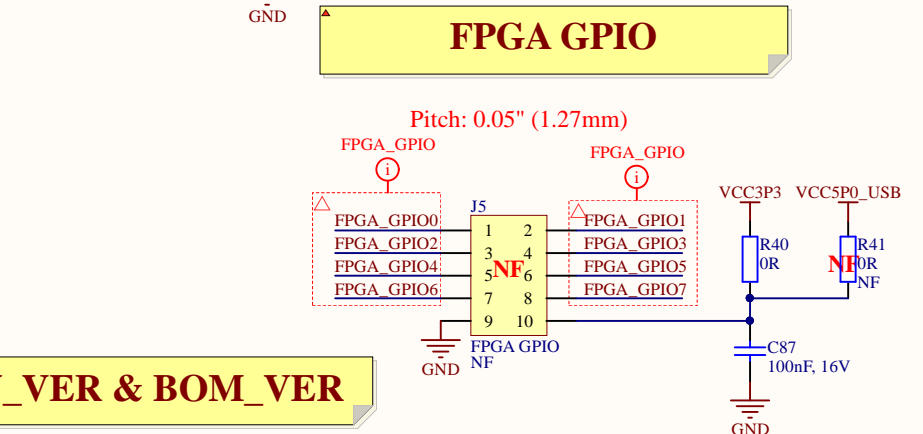 GND
FPGA GPIO
Pitch: 0.05" (1.27mm)
FPGA_GPIO
FPGA_GPIO
i
i
VCC3P3 VCC5P0_USB
J5
FPGA_GPIO0 1 2 FPGA_GPIO1
FPGA_GPIO2 3 4 FPGA_GPIO3
FPGA_GPIO4 5 6 FPGA_GPIO5
FPGA_GPIO6 7 8 FPGA_GPIO7
9 10
NF
R40
0R
R41
0R
NF
NF
FPGA GPIO
NF
GND
C87
100nF, 16V
GND
_VER & BOM_VER